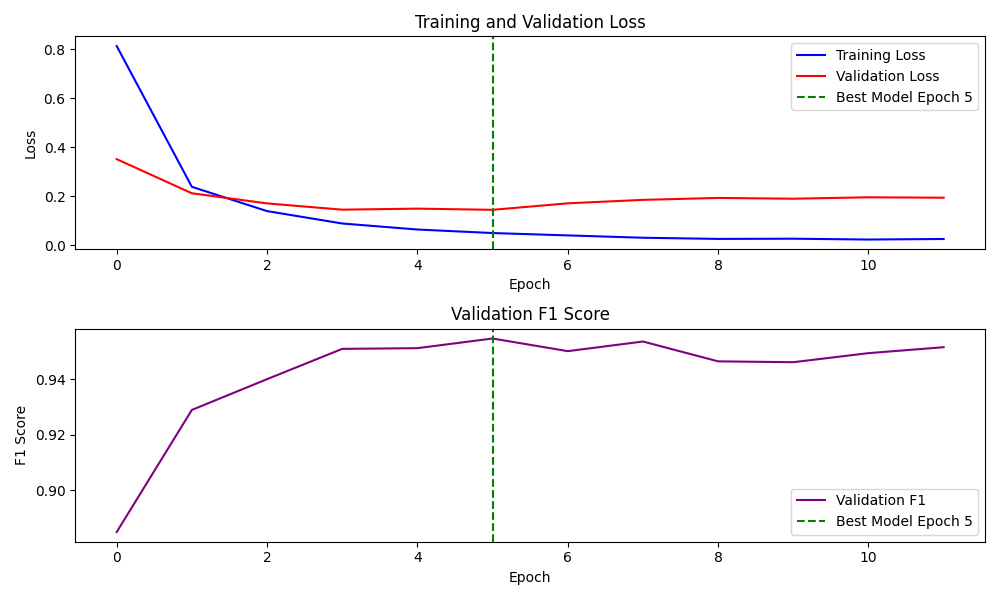 Training and Validation Loss
Loss
0.8
0.6
0.4
0.2
0.0
Training Loss
Validation Loss
Best Model Epoch 5
0 2 4 6 8 10
Epoch
Validation F1 Score
F1 Score
0.94
0.92
0.90
Validation F1
Best Model Epoch 5
0 2 4 6 8 10
Epoch